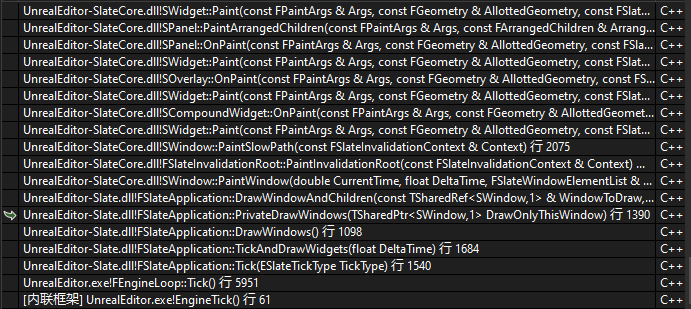 UnrealEditor-SlateCore.dll!SWidget::Paint(const FPaintArgs & Args, const FGeometry & AllottedGeometry, const FSlat... C++
UnrealEditor-SlateCore.dll!SPanel::PaintArrangedChildren(const FPaintArgs & Args, const FArrangedChildren & Arrang... C++
UnrealEditor-SlateCore.dll!SPanel::OnPaint(const FPaintArgs & Args, const FGeometry & AllottedGeometry, const FSla... C++
UnrealEditor-SlateCore.dll!SWidget::Paint(const FPaintArgs & Args, const FGeometry & AllottedGeometry, const FSlat... C++
UnrealEditor-SlateCore.dll!SOverlay::OnPaint(const FPaintArgs & Args, const FGeometry & AllottedGeometry, const FS... C++
UnrealEditor-SlateCore.dll!SWidget::Paint(const FPaintArgs & Args, const FGeometry & AllottedGeometry, const FSlat... C++
UnrealEditor-SlateCore.dll!SCompoundWidget::OnPaint(const FPaintArgs & Args, const FGeometry & AllottedGeomet... C++
UnrealEditor-SlateCore.dll!SWidget::Paint(const FPaintArgs & Args, const FGeometry & AllottedGeometry, const FSlat... C++
UnrealEditor-SlateCore.dll!SWindow::PaintSlowPath(const FSlateInvalidationContext & Context) 行 2075 C++
UnrealEditor-SlateCore.dll!FSlateInvalidationRoot::PaintInvalidationRoot(const FSlateInvalidationContext & Context) ... C++
UnrealEditor-SlateCore.dll!SWindow::PaintWindow(double CurrentTime, float DeltaTime, FSlateWindowElementList & ... C++
UnrealEditor-Slate.dll!FSlateApplication::DrawWindowAndChildren(const TSharedRef<SWindow,1> & WindowToDraw,... C++
UnrealEditor-Slate.dll!FSlateApplication::PrivateDrawWindows(TSharedPtr<SWindow,1> DrawOnlyThisWindow) 行 1390 C++
UnrealEditor-Slate.dll!FSlateApplication::DrawWindows() 行 1098 C++
UnrealEditor-Slate.dll!FSlateApplication::TickAndDrawWidgets(float DeltaTime) 行 1684 C++
UnrealEditor-Slate.dll!FSlateApplication::Tick(ESlateTickType TickType) 行 1540 C++
UnrealEditor.exe!FEngineLoop::Tick() 行 5951 C++
[内联框架] UnrealEditor.exe!EngineTick() 行 61 C++